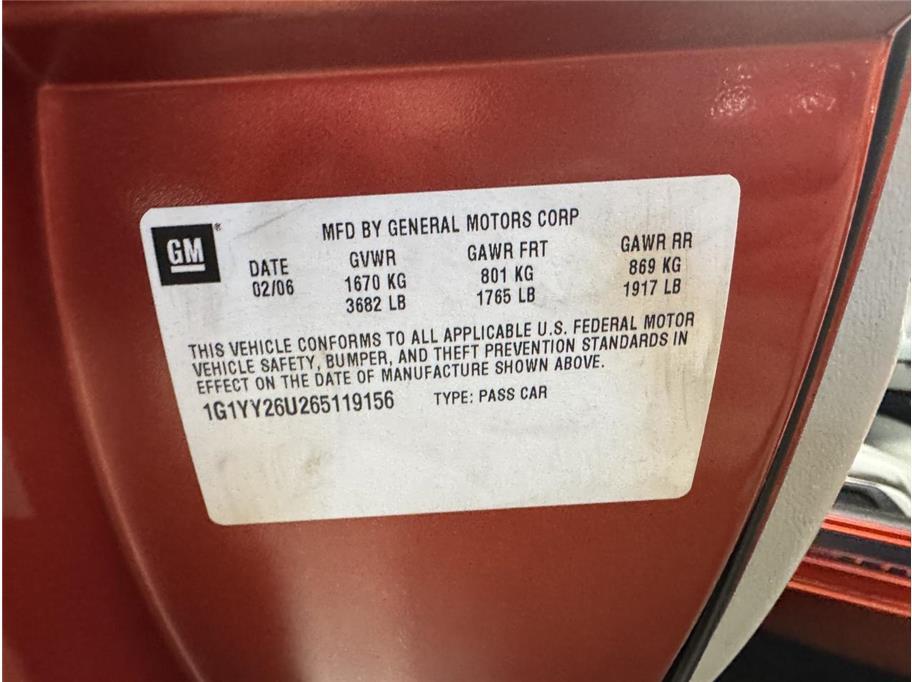 MFD BY GENERAL MOTORS CORP
GM®
DATE GVWR GAWR FRT GAWR RR
02/06 1670 KG 801 KG 869 KG
3682 LB 1765 LB 1917 LB
THIS VEHICLE CONFORMS TO ALL APPLICABLE U.S. FEDERAL MOTOR
VEHICLE SAFETY, BUMPER, AND THEFT PREVENTION STANDARDS IN
EFFECT ON THE DATE OF MANUFACTURE SHOWN ABOVE.
1G1YY26U265119156 TYPE: PASS CAR